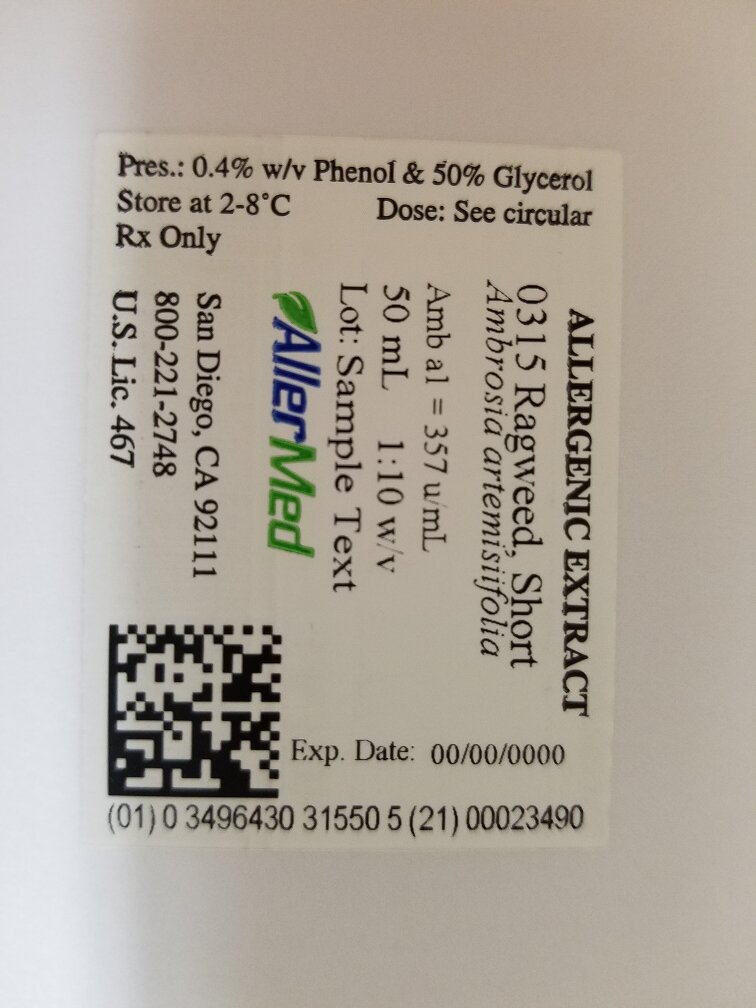 Pres.: 0.4% w/v Phenol & 50% Glycerol
Store at 2-8°C Dose: See circular
Rx Only
ALLERGENIC EXTRACT
0315 Ragweed, Short
Ambrosia artemisiifolia
Amb a1 = 357 u/mL
50 mL 1:10 w/v
Lot: Sample Text
AllerMed
San Diego, CA 92111
800-221-2748
U.S. Lic. 467
Exp. Date: 00/00/0000
(01) 0 3496430 31550 5 (21) 00023490